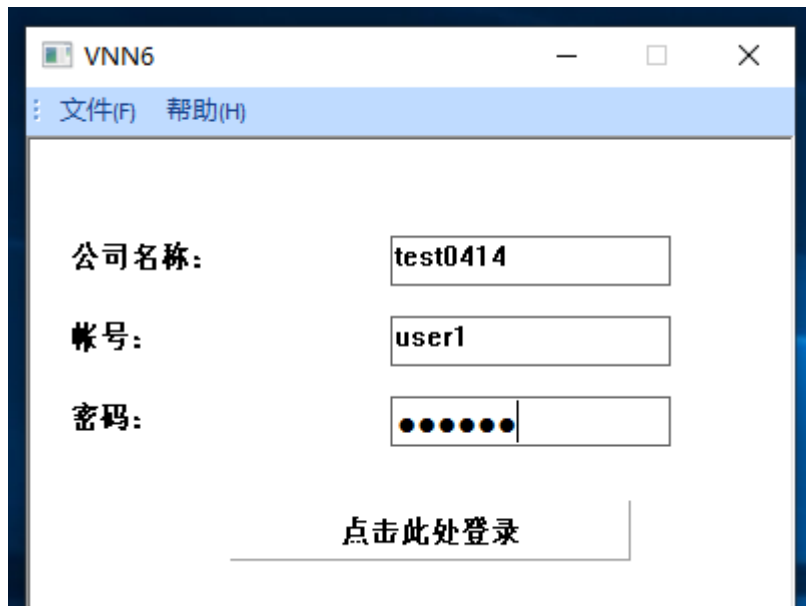 VNN6
文件(F) 帮助(H)
公司名称： test0414
帐号： user1
密码： ●●●●●●
点击此处登录